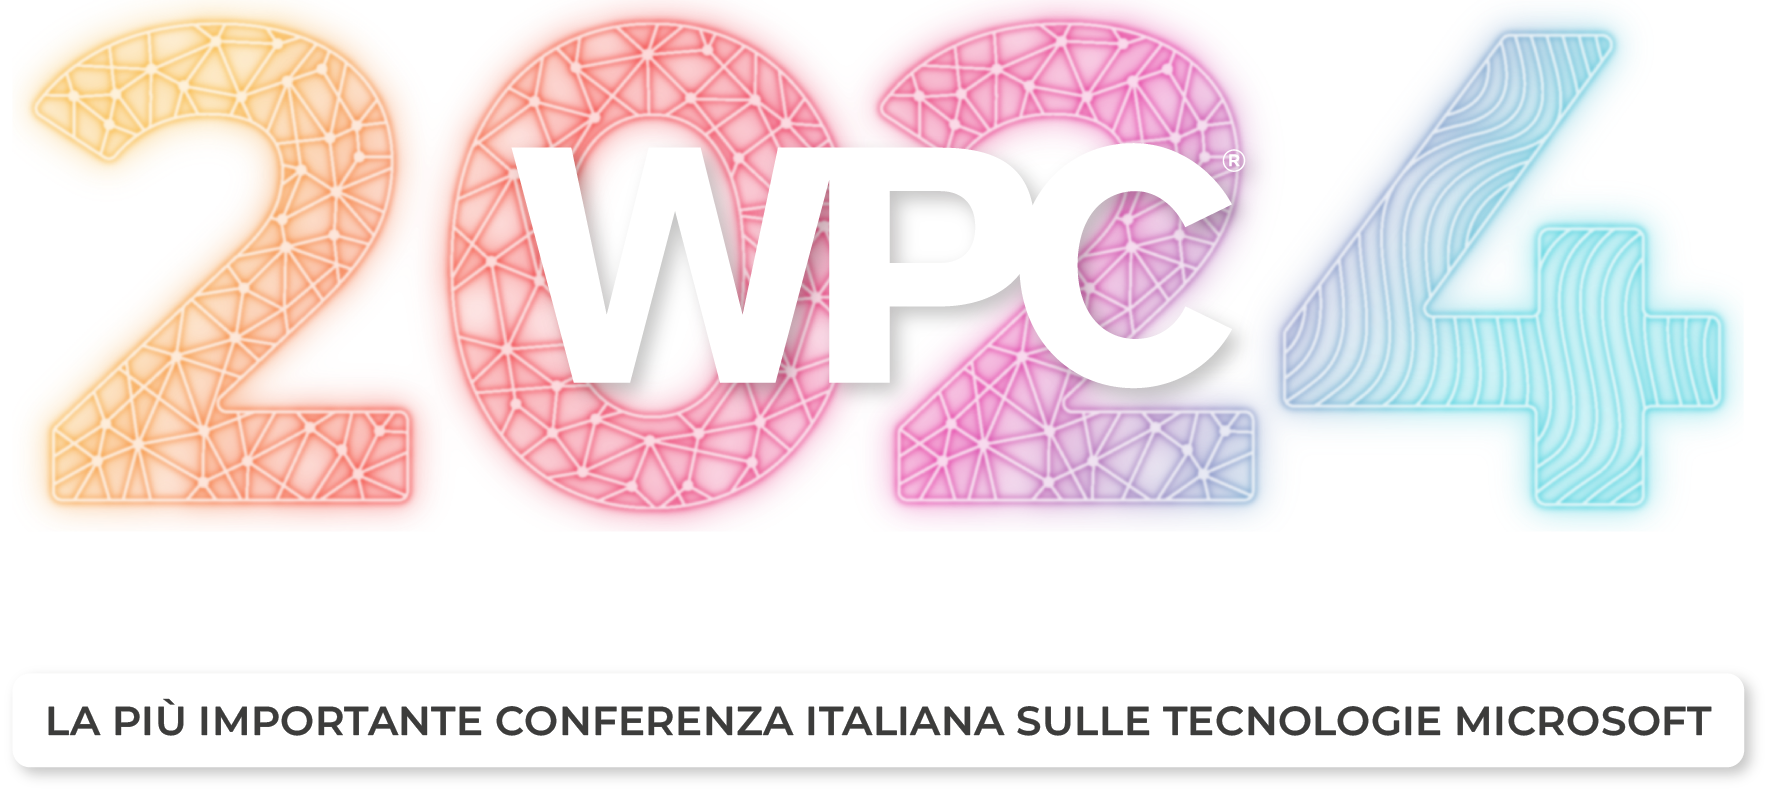 2024
WPC®
LA PIÙ IMPORTANTE CONFERENZA ITALIANA SULLE TECNOLOGIE MICROSOFT